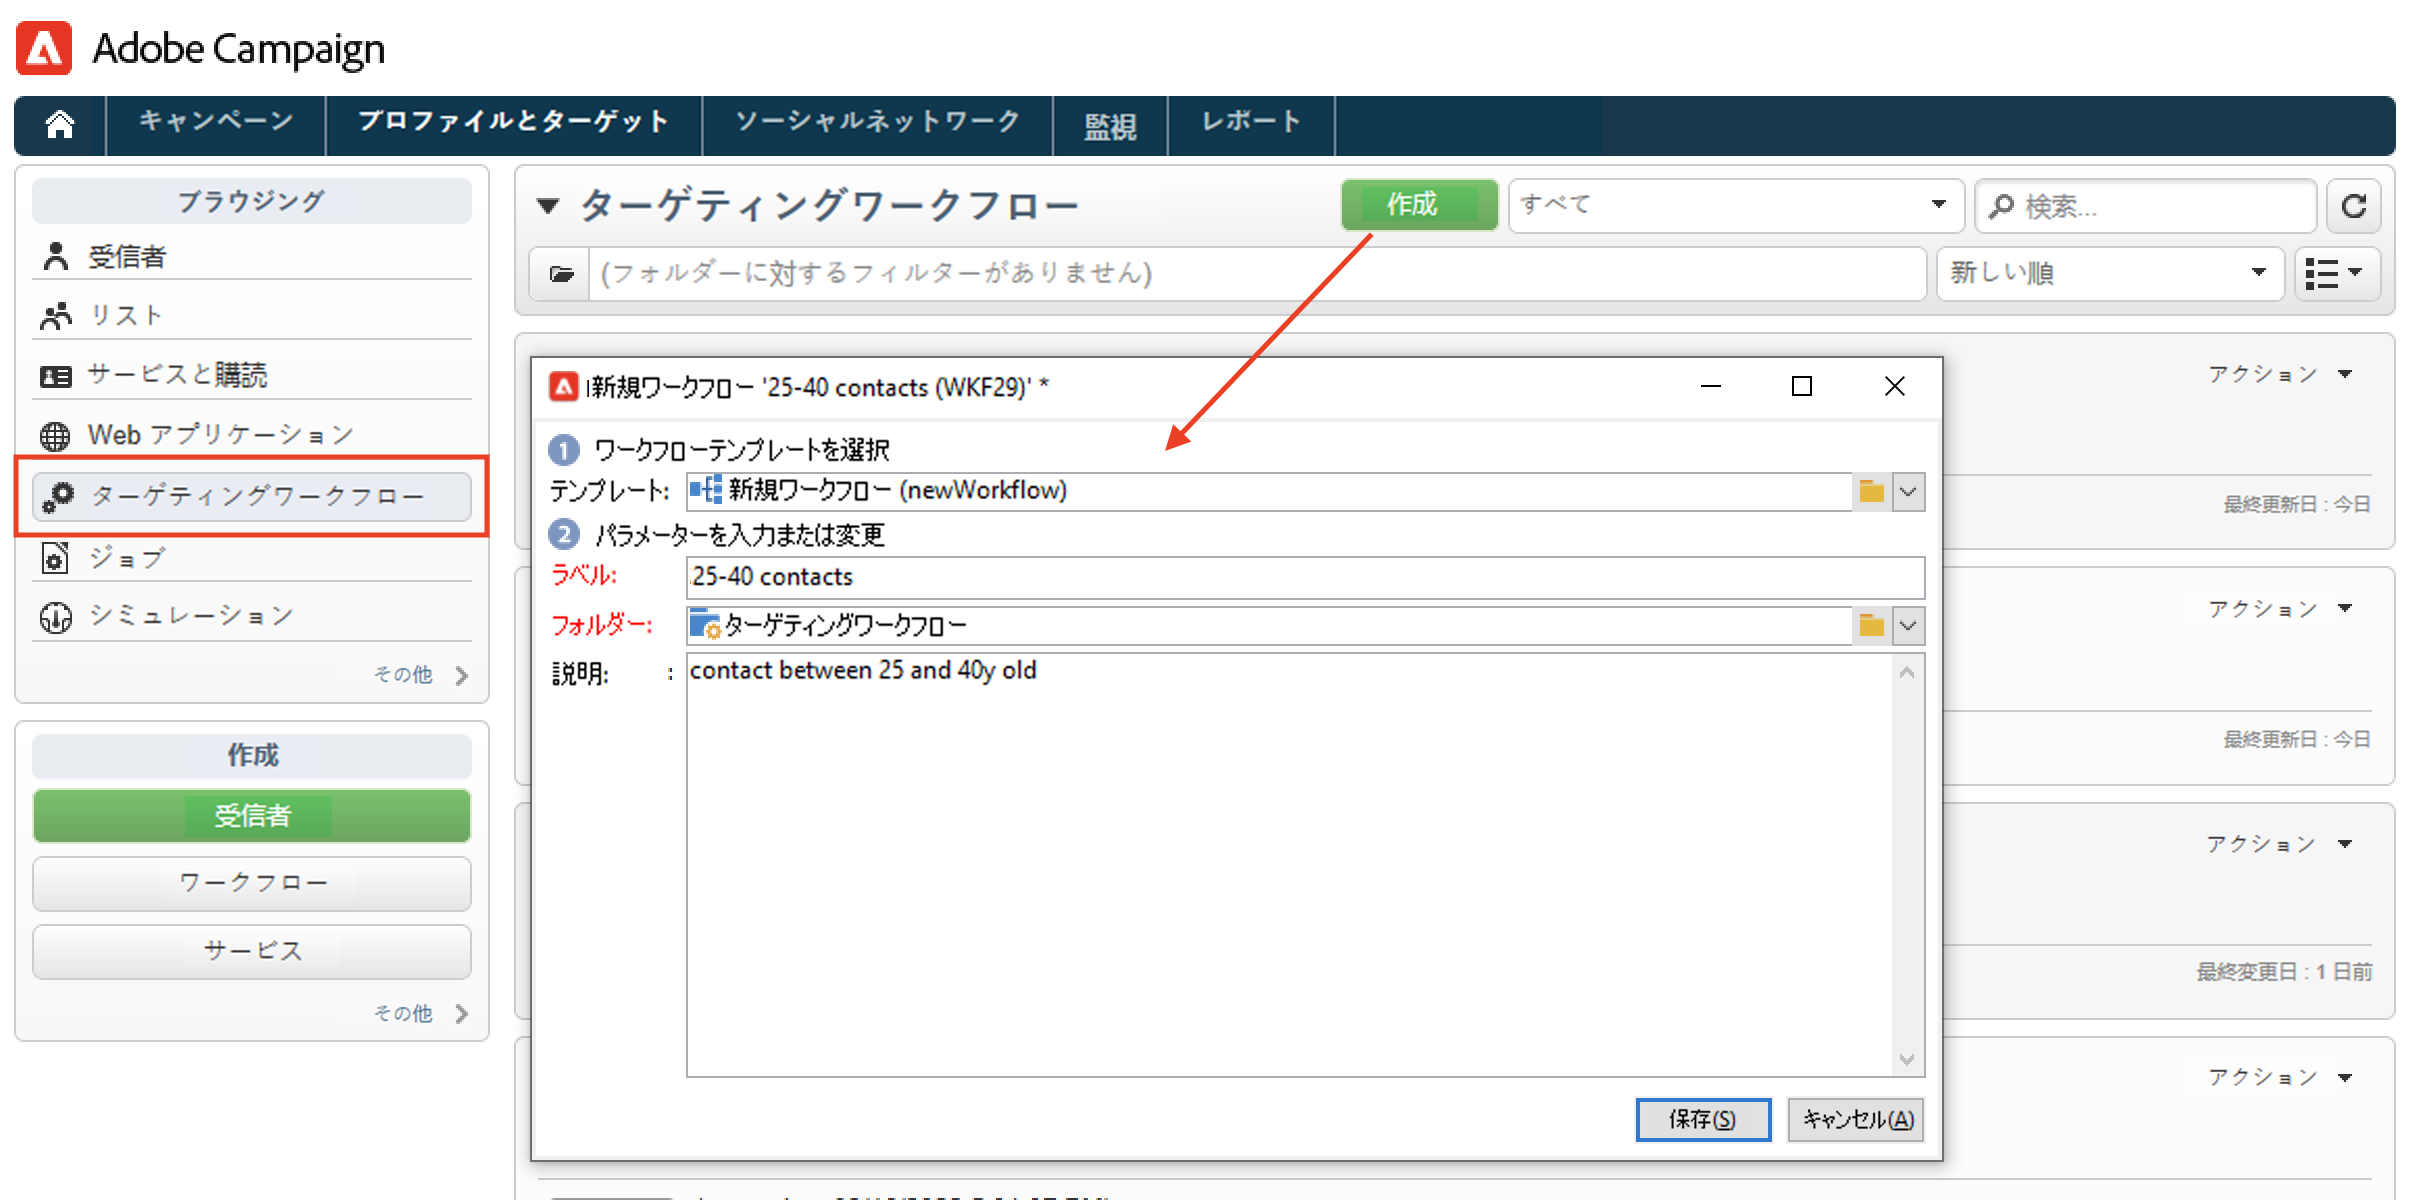 Adobe Campaign
キャンペーン
プロファイルとターゲット
ソーシャルネットワーク
監視
レポート
ブラウジング
受信者
リスト
サービスと購読
Web アプリケーション
ターゲティングワークフロー
ジョブ
シミュレーション
その他
作成
受信者
ワークフロー
サービス
その他
ターゲティングワークフロー
作成
すべて
検索...
(フォルダーに対するフィルターがありません)
新しい順
アクション
最終更新日 : 今日
アクション
最終更新日 : 今日
アクション
最終変更日 : 1 日前
アクション
新規ワークフロー '25-40 contacts (WKF29)' *
1 ワークフローテンプレートを選択
テンプレート: 新規ワークフロー (newWorkflow)
2 パラメーターを入力または変更
ラベル: 25-40 contacts
フォルダー: ターゲティングワークフロー
説明: : contact between 25 and 40y old
保存(S)
キャンセル(A)